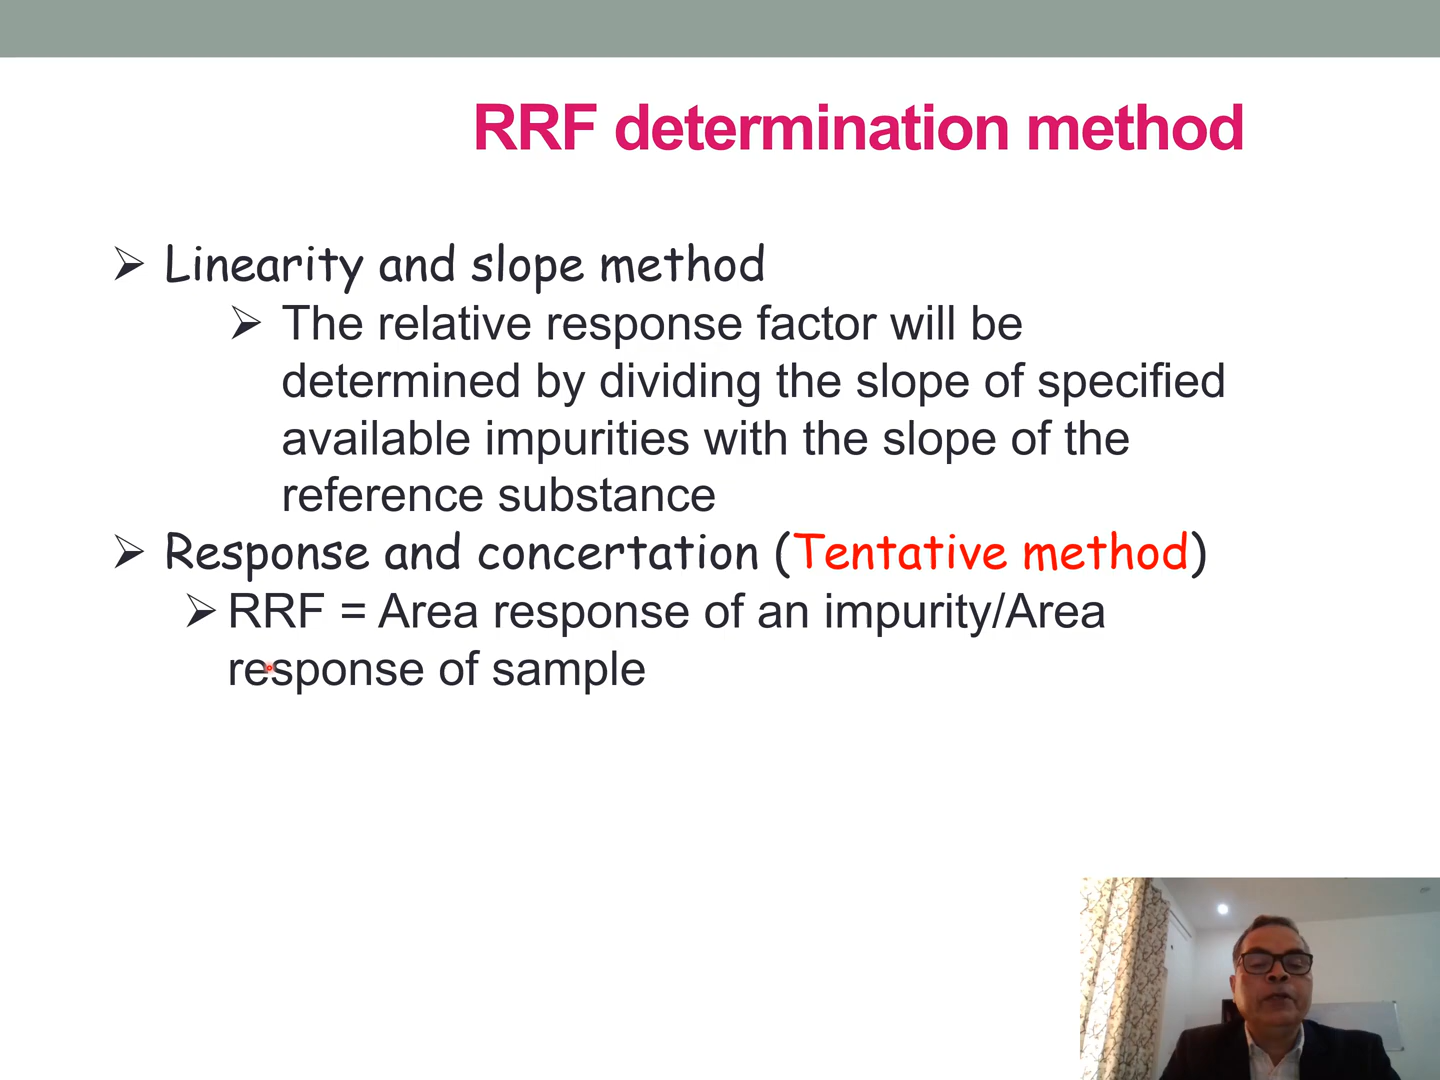 RRF determination method
➢ Linearity and slope method
➢ The relative response factor will be
determined by dividing the slope of specified
available impurities with the slope of the
reference substance
➢ Response and concertation (Tentative method)
➢ RRF = Area response of an impurity/Area
response of sample